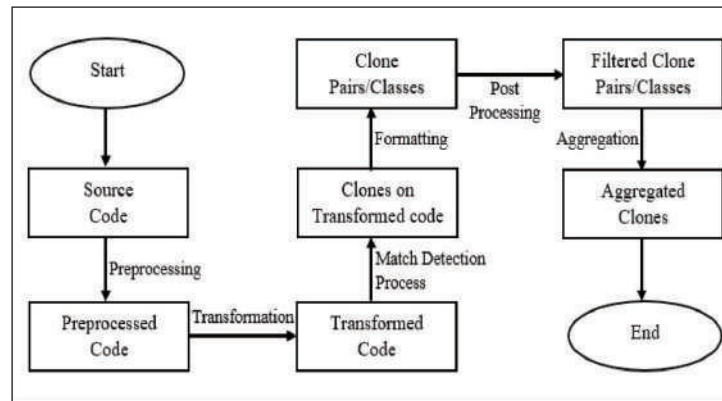 Start
Source
Code
Preprocessing
Preprocessed
Code
Transformation
Transformed
Code
Match Detection
Process
Clones on
Transformed code
Formatting
Clone
Pairs/Classes
Post
Processing
Filtered Clone
Pairs/Classes
Aggregation
Aggregated
Clones
End